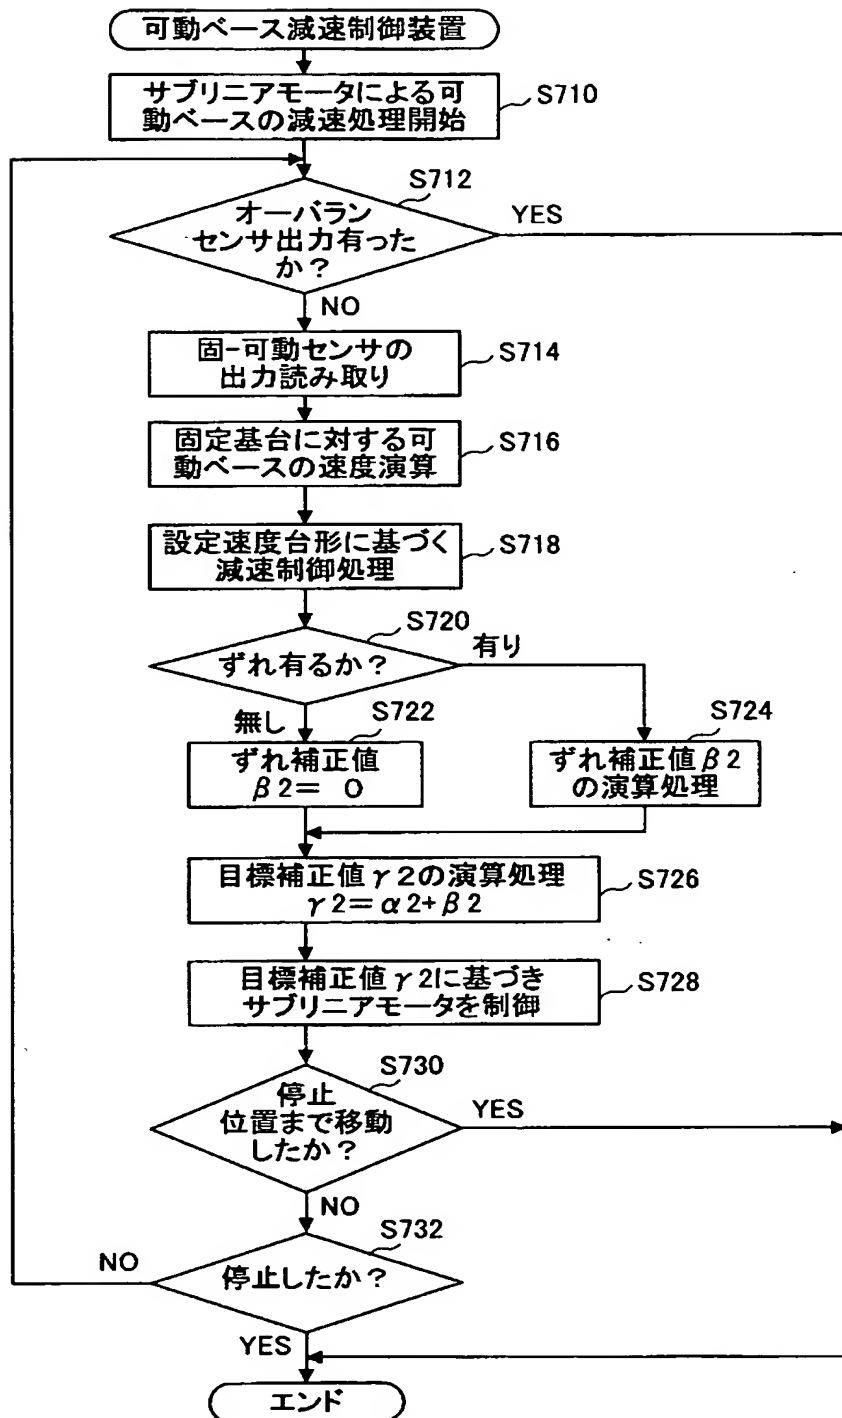 可動ベース減速制御装置
サブリニアモータによる可
動ベースの減速処理開始
S710
S712
オーバラン
センサ出力有った
か？
YES
NO
固-可動センサの
出力読み取り
S714
固定基台に対する可
動ベースの速度演算
S716
設定速度台形に基づく
減速制御処理
S718
S720
ずれ有るか？
有り
無し
S722
ずれ補正値
β2= 0
S724
ずれ補正値β2
の演算処理
目標補正値γ2の演算処理
γ2=α2+β2
S726
目標補正値γ2に基づき
サブリニアモータを制御
S728
S730
停止
位置まで移動
したか？
YES
NO
S732
停止したか？
NO
YES
エンド